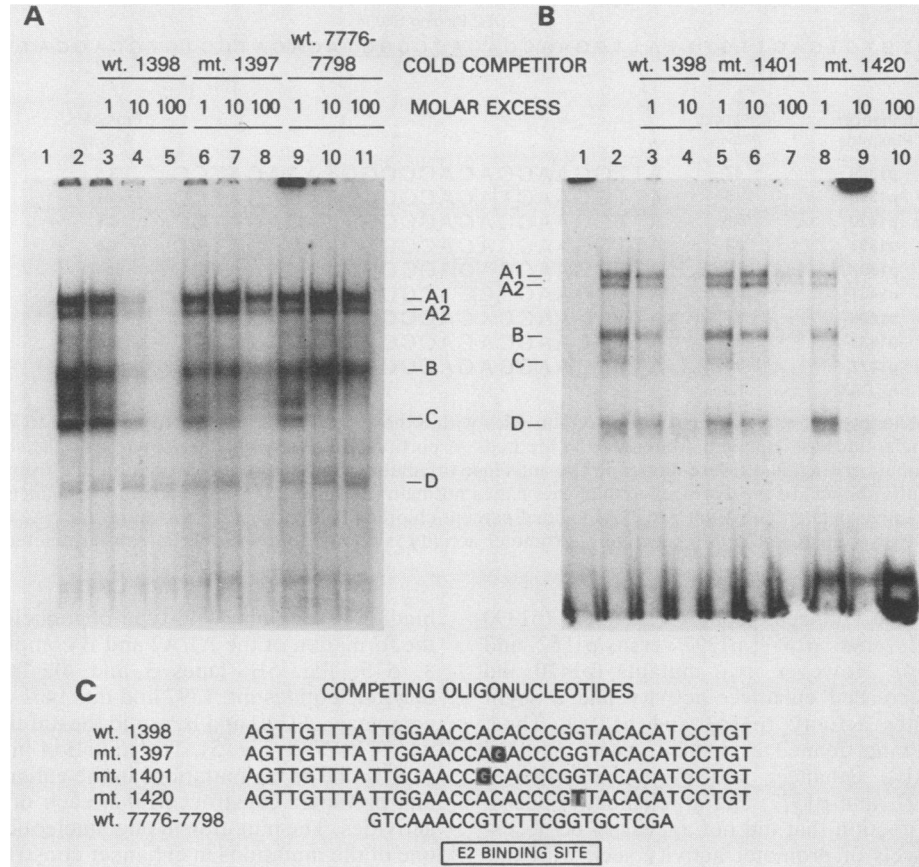 A
B
wt. 7776-
7798
wt. 1398 mt. 1397 COLD COMPETITOR wt. 1398 mt. 1401 mt. 1420
1 10 100 1 10 100 1 10 100 MOLAR EXCESS 1 10 1 10 100 1 10 100
1 2 3 4 5 6 7 8 9 10 11 1 2 3 4 5 6 7 8 9 10
A1
A2
B
C
D
A1
A2
B
C
D
C
COMPETING OLIGONUCLEOTIDES
wt. 1398 AGTTGTTTATTGGAACCACACCCGGTACACATCCTGT
mt. 1397 AGTTGTTTATTGGAACCAGACCCGGTACACATCCTGT
mt. 1401 AGTTGTTTATTGGAACCGCACCCGGTACACATCCTGT
mt. 1420 AGTTGTTTATTGGAACCACACCCGTTACACATCCTGT
wt. 7776-7798 GTCAAACCGTCTTCGGTGCTCGA
E2 BINDING SITE